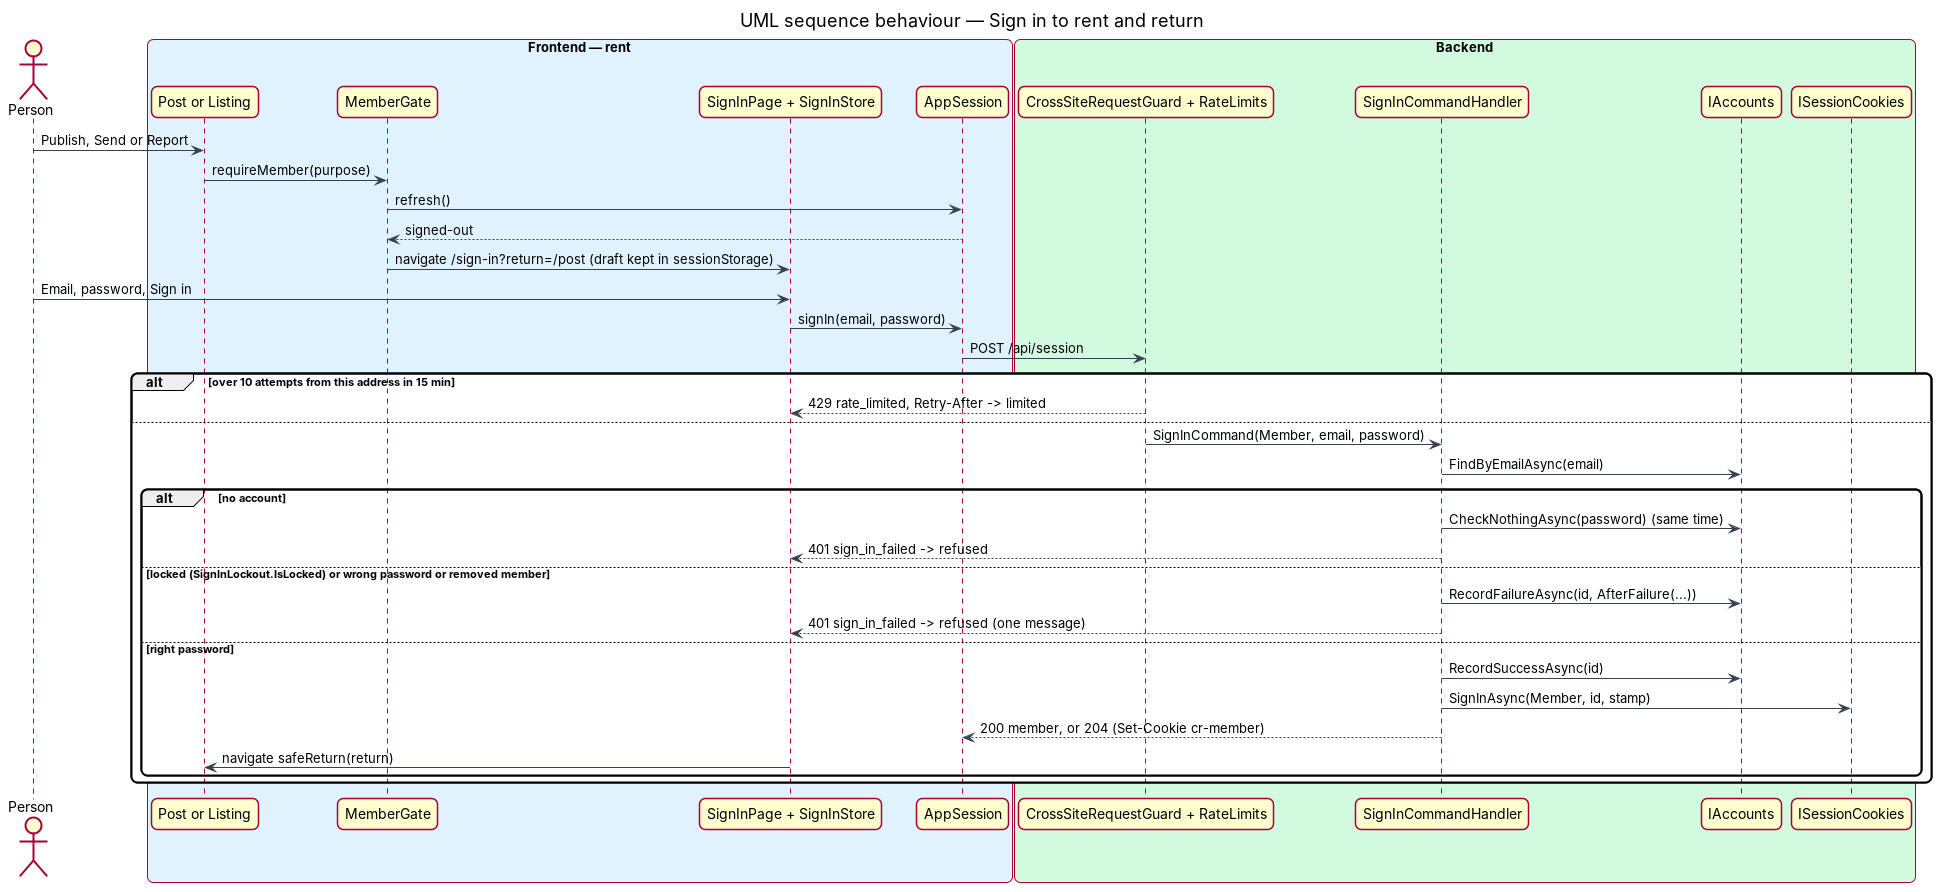 UML sequence behaviour — Sign in to rent and return
Frontend — rent
Backend
Person
Post or Listing
MemberGate
SignInPage + SignInStore
AppSession
CrossSiteRequestGuard + RateLimits
SignInCommandHandler
IAccounts
ISessionCookies
Publish, Send or Report
requireMember(purpose)
refresh()
signed-out
navigate /sign-in?return=/post (draft kept in sessionStorage)
Email, password, Sign in
signIn(email, password)
POST /api/session
alt
[over 10 attempts from this address in 15 min]
429 rate_limited, Retry-After -> limited
SignInCommand(Member, email, password)
FindByEmailAsync(email)
alt
[no account]
CheckNothingAsync(password) (same time)
401 sign_in_failed -> refused
[locked (SignInLockout.IsLocked) or wrong password or removed member]
RecordFailureAsync(id, AfterFailure(...))
401 sign_in_failed -> refused (one message)
[right password]
RecordSuccessAsync(id)
SignInAsync(Member, id, stamp)
200 member, or 204 (Set-Cookie cr-member)
navigate safeReturn(return)
Person
Post or Listing
MemberGate
SignInPage + SignInStore
AppSession
CrossSiteRequestGuard + RateLimits
SignInCommandHandler
IAccounts
ISessionCookies